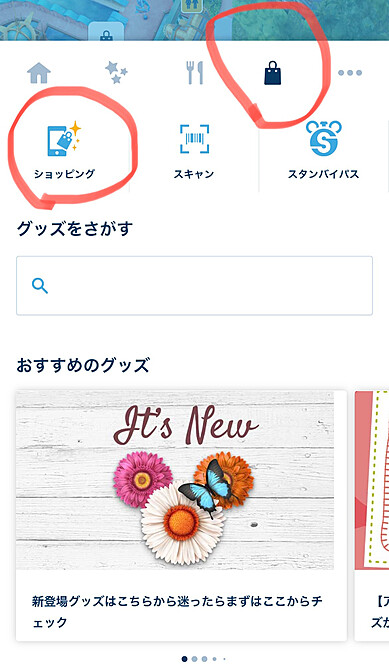 ショッピング
スキャン
スタンバイパス
グッズをさがす
おすすめのグッズ
It's New
新登場グッズはこちらから迷ったらまずはここからチ
ェック
【ア
ズカ